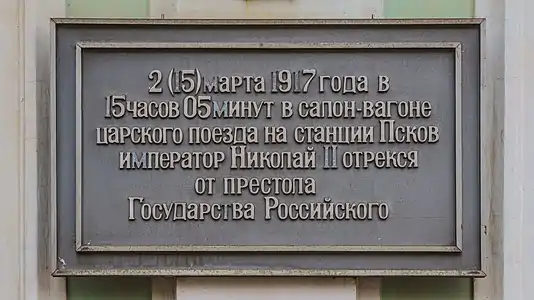 2 (15) марта 1917 года в
15 часов 05 минут в салон-вагоне
царского поезда на станции Псков
император Николай II отрекся
от престола
Государства Российского